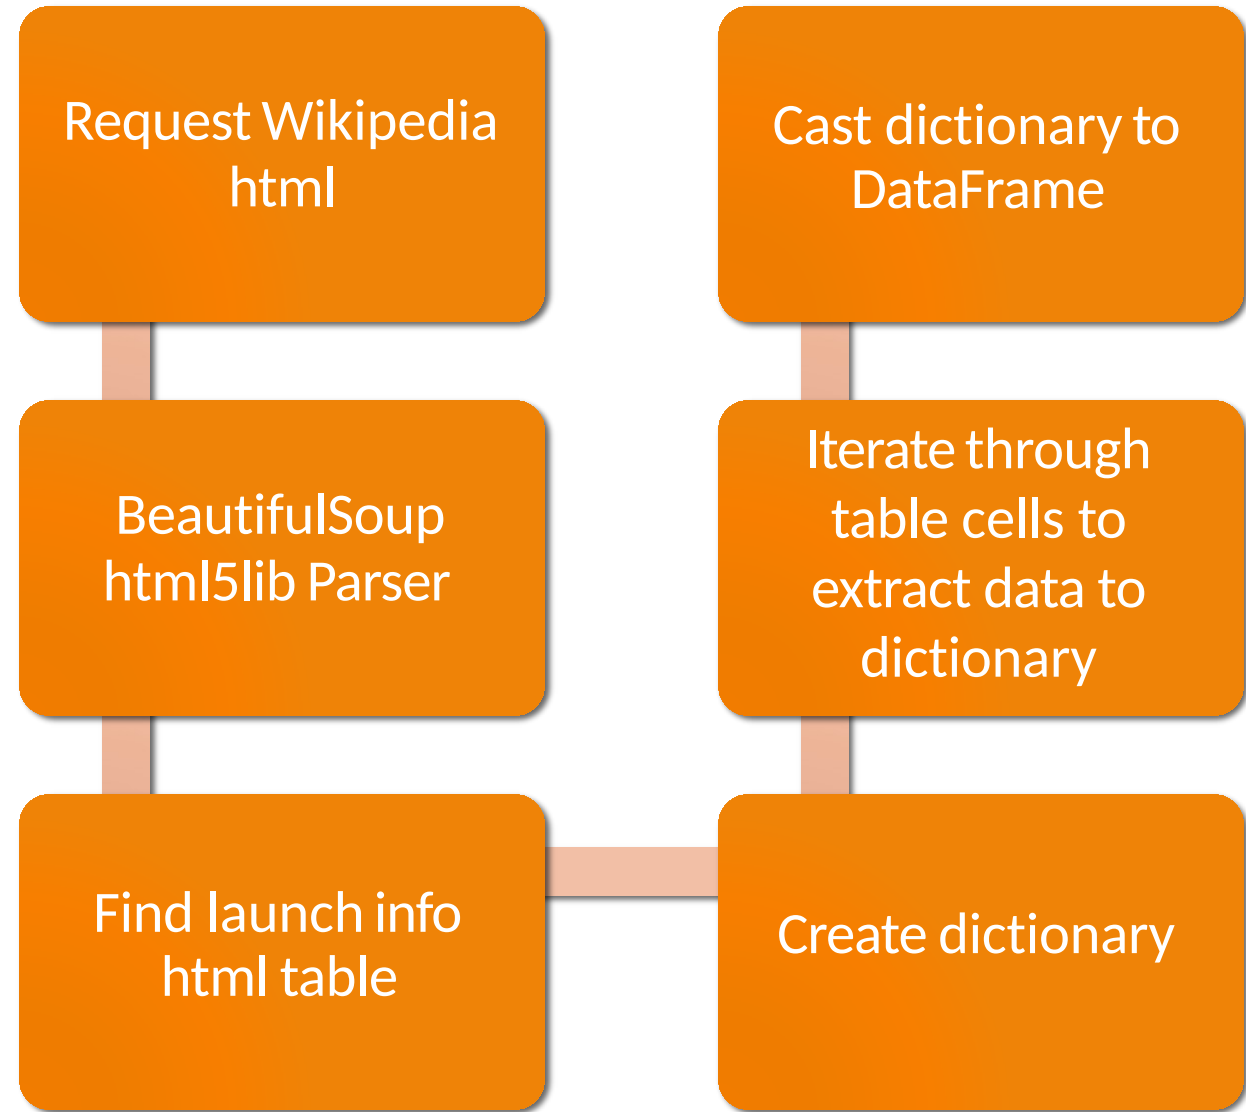 Request Wikipedia
html
BeautifulSoup
html5lib Parser
Find launch info
html table
Create dictionary
Iterate through
table cells to
extract data to
dictionary
Cast dictionary to
DataFrame